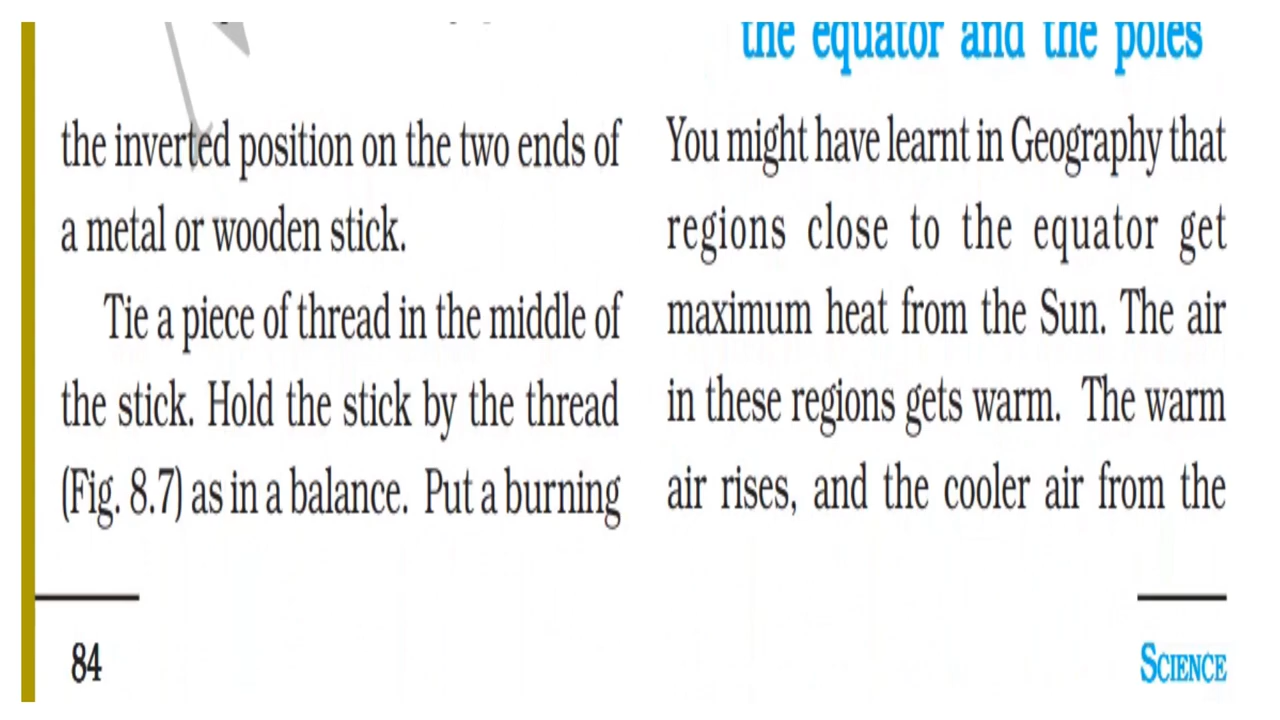 the inverted position on the two ends of
a metal or wooden stick.
Tie a piece of thread in the middle of
the stick. Hold the stick by the thread
(Fig. 8.7) as in a balance.  Put a burning
the equator and the poles
You might have learnt in Geography that
regions close to the equator get
maximum heat from the Sun. The air
in these regions gets warm.  The warm
air rises, and the cooler air from the
84
SCIENCE